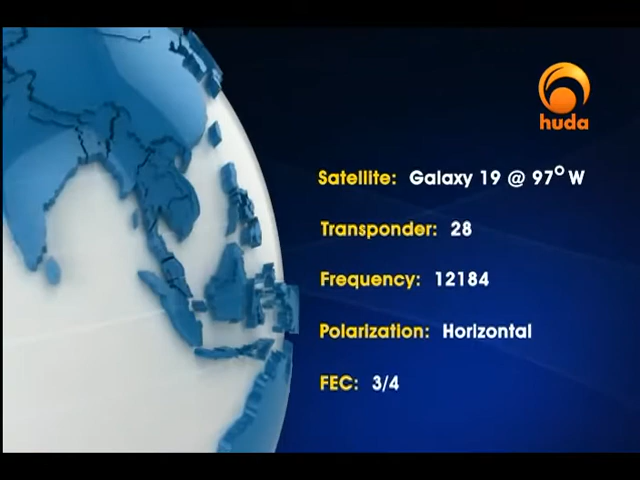 huda
Satellite: Galaxy 19 @ 97° W
Transponder: 28
Frequency: 12184
Polarization: Horizontal
FEC: 3/4